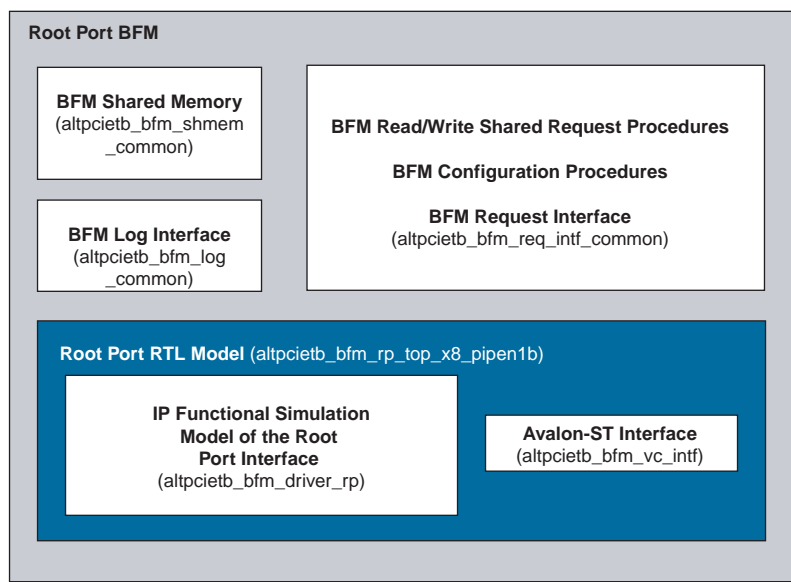 Root Port BFM
BFM Shared Memory
(altpcietb_bfm_shmem
_common)
BFM Read/Write Shared Request Procedures
BFM Configuration Procedures
BFM Request Interface
(altpcietb_bfm_req_intf_common)
BFM Log Interface
(altpcietb_bfm_log
_common)
Root Port RTL Model (altpcietb_bfm_rp_top_x8_pipen1b)
IP Functional Simulation
Model of the Root
Port Interface
(altpcietb_bfm_driver_rp)
Avalon-ST Interface
(altpcietb_bfm_vc_intf)